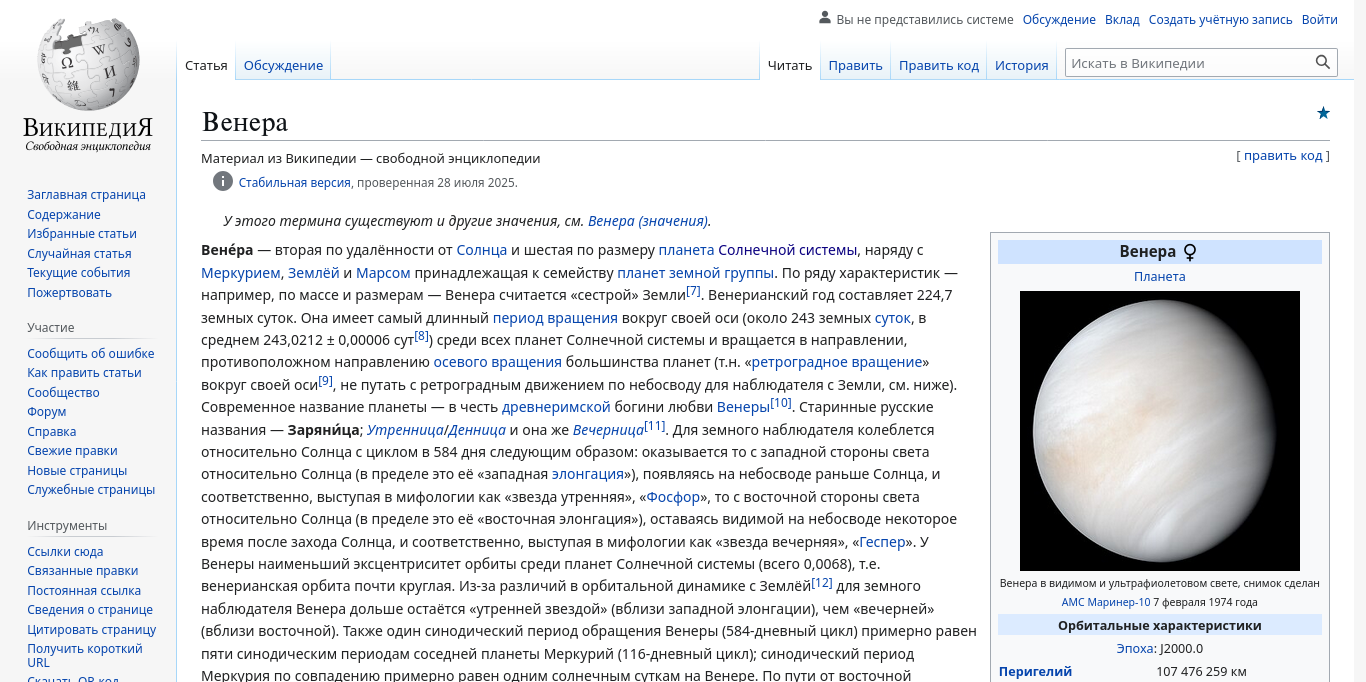 Вы не представились системе Обсуждение Вклад Создать учётную запись Войти
Статья Обсуждение Читать Править Править код История Искать в Википедии
ВикипедиЯ
Свободная энциклопедия
Заглавная страница
Содержание
Избранные статьи
Случайная статья
Текущие события
Пожертвовать
Участие
Сообщить об ошибке
Как править статьи
Сообщество
Форум
Справка
Свежие правки
Новые страницы
Служебные страницы
Инструменты
Ссылки сюда
Связанные правки
Постоянная ссылка
Сведения о странице
Цитировать страницу
Получить короткий
URL
Скачать QR-код
Венера
Материал из Википедии — свободной энциклопедии
[ править код ]
Стабильная версия, проверенная 28 июля 2025.
У этого термина существуют и другие значения, см. Венера (значения).
Вене́ра — вторая по удалённости от Солнца и шестая по размеру планета Солнечной системы, наряду с
Меркурием, Землёй и Марсом принадлежащая к семейству планет земной группы. По ряду характеристик —
например, по массе и размерам — Венера считается «сестрой» Земли[7]. Венерианский год составляет 224,7
земных суток. Она имеет самый длинный период вращения вокруг своей оси (около 243 земных суток, в
среднем 243,0212 ± 0,00006 сут[8]) среди всех планет Солнечной системы и вращается в направлении,
противоположном направлению осевого вращения большинства планет (т.н. «ретроградное вращение»
вокруг своей оси[9], не путать с ретроградным движением по небосводу для наблюдателя с Земли, см. ниже).
Современное название планеты — в честь древнеримской богини любви Венеры[10]. Старинные русские
названия — Заряни́ца; Утренница/Денница и она же Вечерница[11]. Для земного наблюдателя колеблется
относительно Солнца с циклом в 584 дня следующим образом: оказывается то с западной стороны света
относительно Солнца (в пределе это её «западная элонгация»), появляясь на небосводе раньше Солнца, и
соответственно, выступая в мифологии как «звезда утренняя», «Фосфор», то с восточной стороны света
относительно Солнца (в пределе это её «восточная элонгация»), оставаясь видимой на небосводе некоторое
время после захода Солнца, и соответственно, выступая в мифологии как «звезда вечерняя», «Геспер». У
Венеры наименьший эксцентриситет орбиты среди планет Солнечной системы (всего 0,0068), т.е.
венерианская орбита почти круглая. Из-за различий в орбитальной динамике с Землёй[12] для земного
наблюдателя Венера дольше остаётся «утренней звездой» (вблизи западной элонгации), чем «вечерней»
(вблизи восточной). Также один синодический период обращения Венеры (584-дневный цикл) примерно равен
пяти синодическим периодам соседней планеты Меркурий (116-дневный цикл); синодический период
Меркурия по совпадению примерно равен одним солнечным суткам на Венере. По пути от восточной
Венера ♀
Планета
Венера в видимом и ультрафиолетовом свете, снимок сделан
АМС Маринер-10 7 февраля 1974 года
Орбитальные характеристики
Эпоха: J2000.0
Перигелий 107 476 259 км